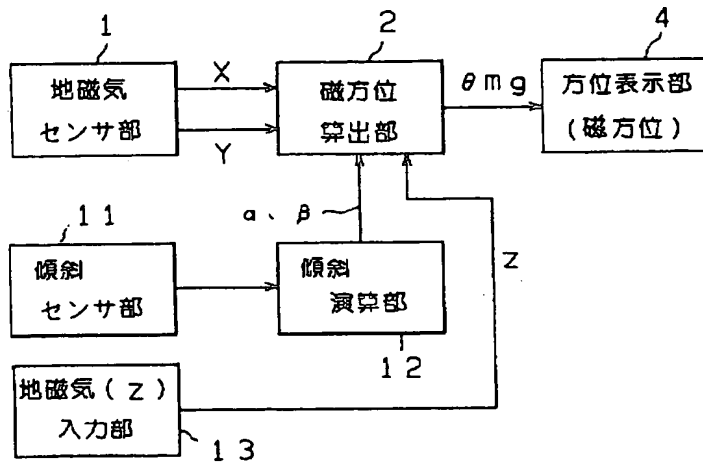 1
地磁気
センサ部
X
Y
2
磁方位
算出部
θmg
4
方位表示部
(磁方位)
11
傾斜
センサ部
α、β
傾斜
演算部
12
Z
地磁気(Z)
入力部
13